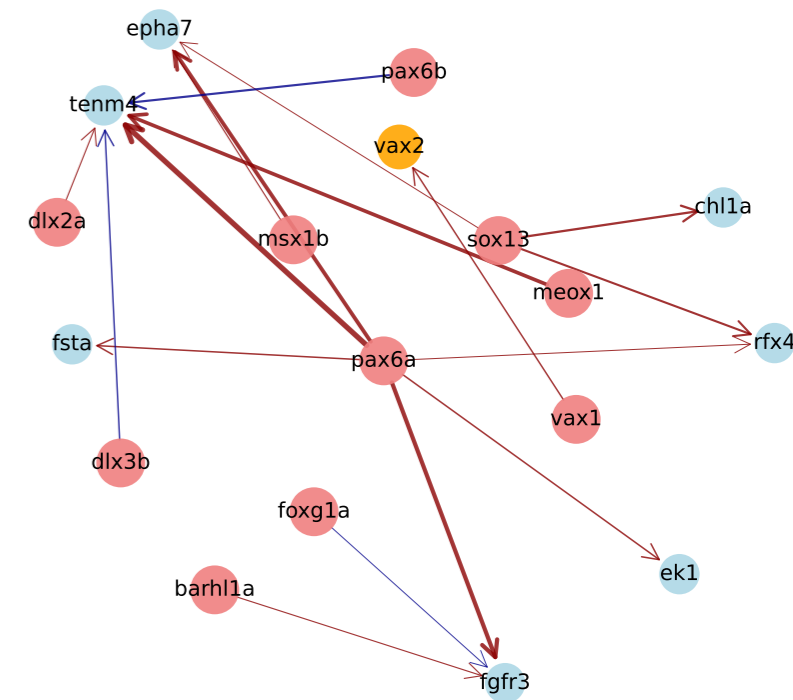 epha7
pax6b
tenm4
vax2
dlx2a
chl1a
msx1b
sox13
meox1
fsta
rfx4
pax6a
vax1
dlx3b
foxg1a
ek1
barhl1a
fgfr3